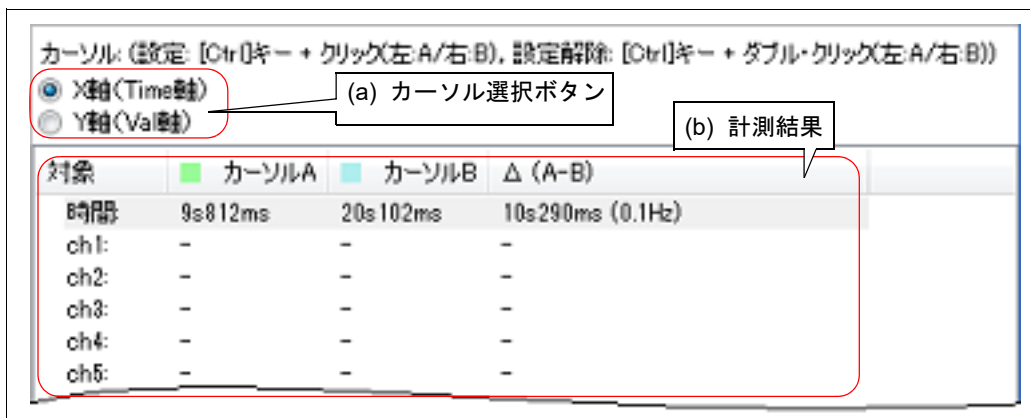 カーソル: (設定: [Ctrl]キー + クリック(左:A/右:B), 設定解除: [Ctrl]キー + ダブル・クリック(左:A/右:B))
X軸(Time軸)
(a) カーソル選択ボタン
Y軸(Val軸)
(b) 計測結果
対象 カーソルA カーソルB Δ (A-B)
時間: 9s812ms 20s102ms 10s290ms (0.1Hz)
ch1: - - -
ch2: - - -
ch3: - - -
ch4: - - -
ch5: - - -